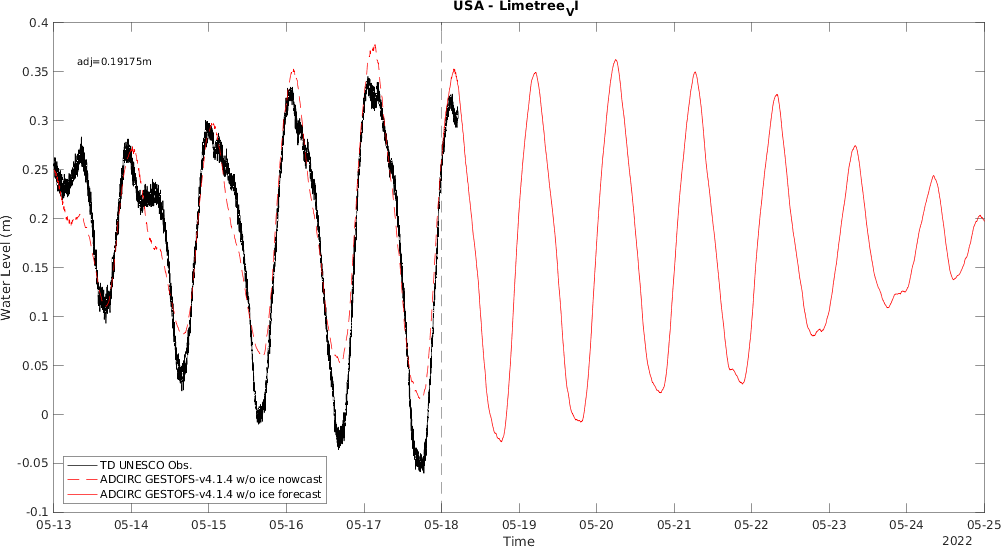 USA - Limetree_VI
adj=0.19175m
Water Level (m)
0.4
0.35
0.3
0.25
0.2
0.15
0.1
0.05
0
-0.05
-0.1
TD UNESCO Obs.
ADCIRC GESTOFS-v4.1.4 w/o ice nowcast
ADCIRC GESTOFS-v4.1.4 w/o ice forecast
05-13 05-14 05-15 05-16 05-17 05-18 05-19 05-20 05-21 05-22 05-23 05-24 05-25
Time
2022